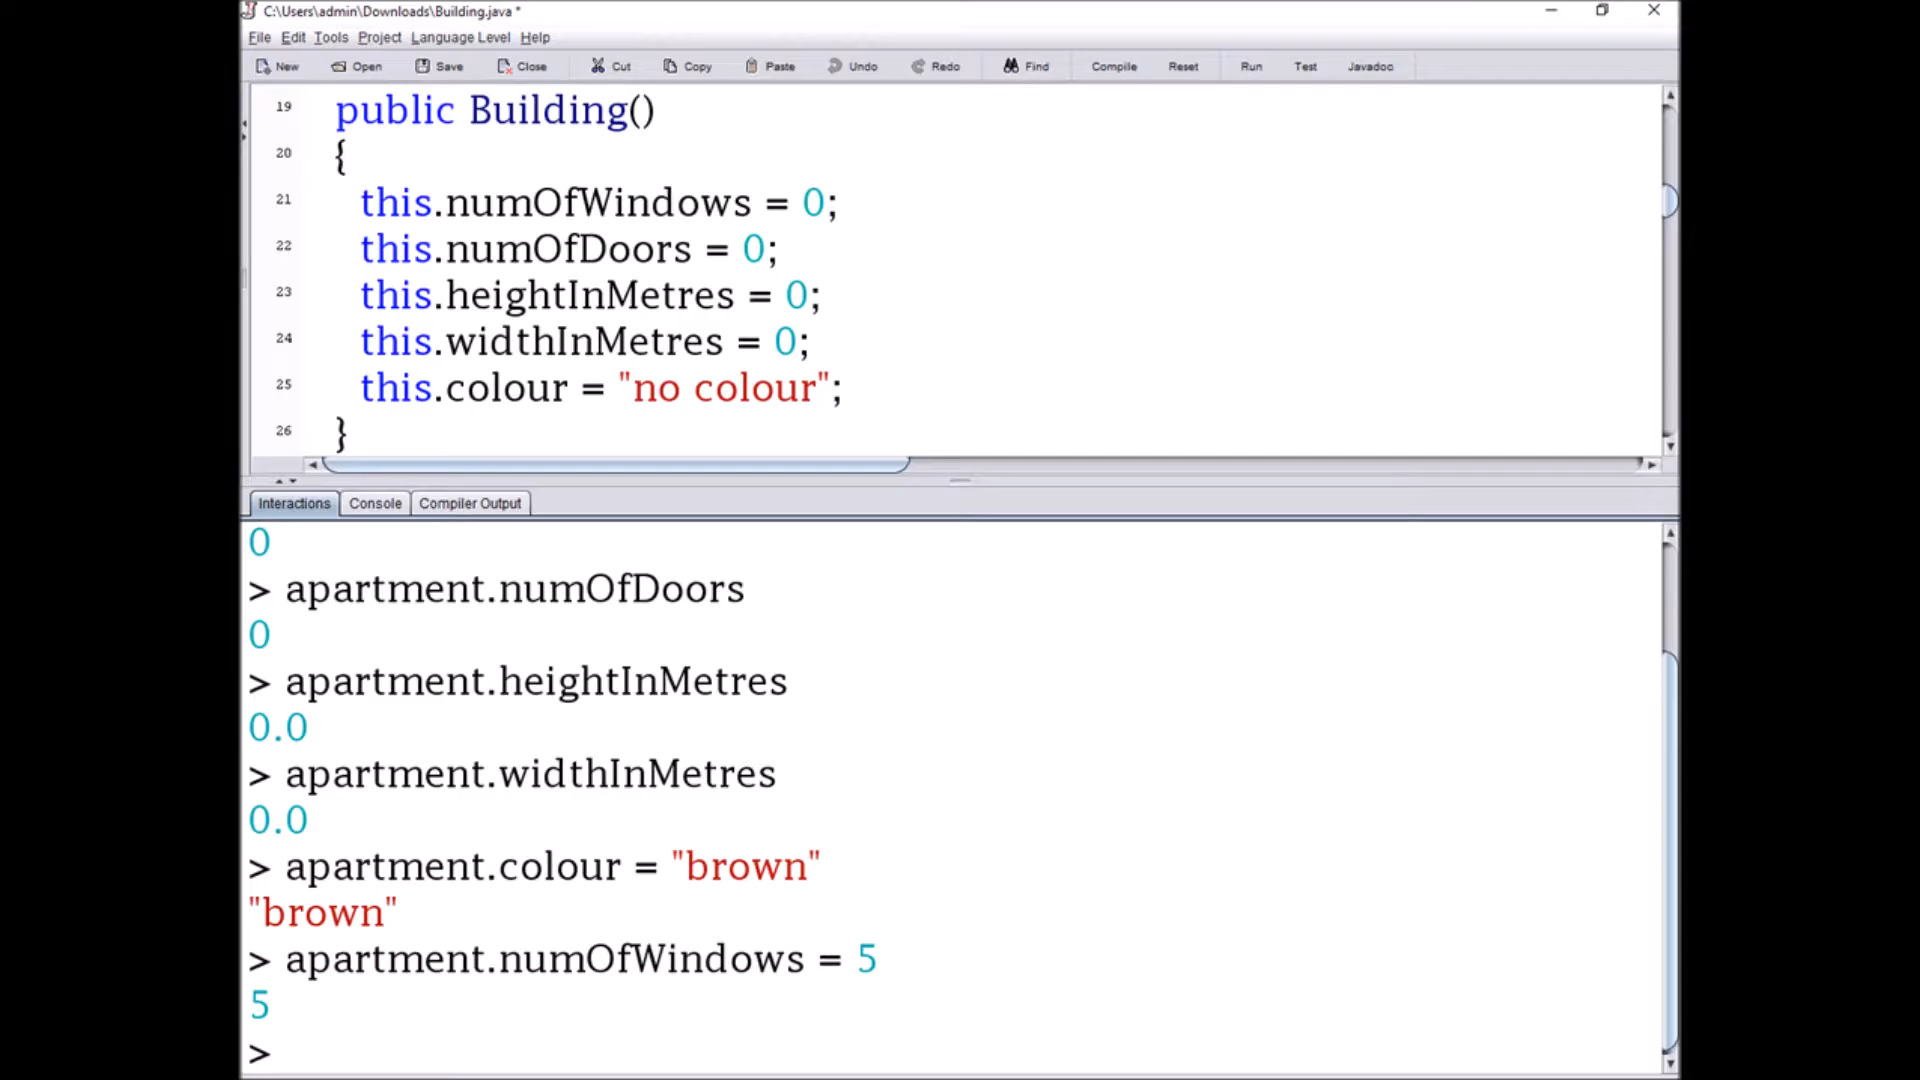 C:\Users\admin\Downloads\Building.java *
File Edit Tools Project Language Level Help
New Open Save Close Cut Copy Paste Undo Redo Find Compile Reset Run Test Javadoc
19 public Building()
20 {
21 this.numOfWindows = 0;
22 this.numOfDoors = 0;
23 this.heightInMetres = 0;
24 this.widthInMetres = 0;
25 this.colour = "no colour";
26 }
Interactions Console Compiler Output
0
> apartment.numOfDoors
0
> apartment.heightInMetres
0.0
> apartment.widthInMetres
0.0
> apartment.colour = "brown"
"brown"
> apartment.numOfWindows = 5
5
>